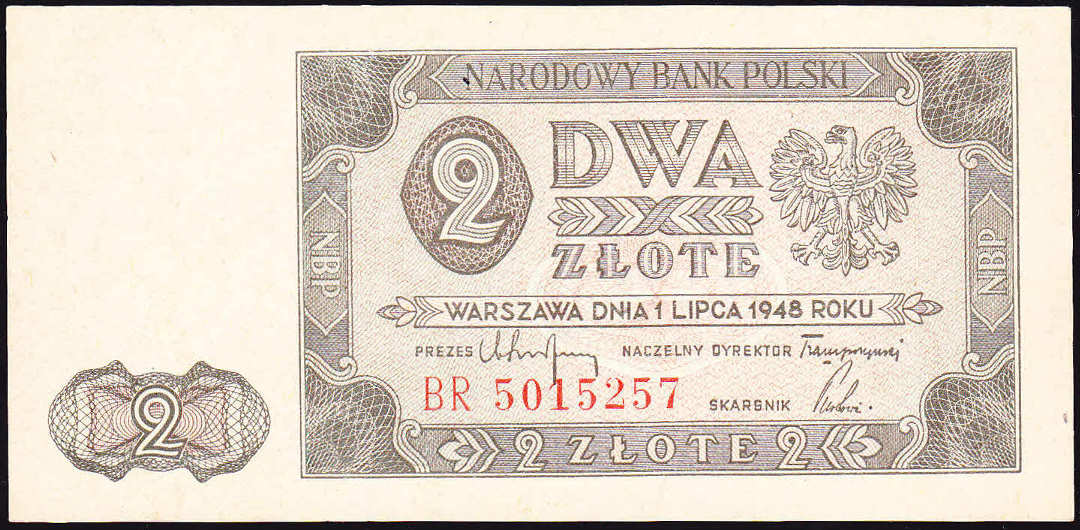 NARODOWY BANK POLSKI
2 DWA
ZŁOTE
NBP
NBP
WARSZAWA DNIA 1 LIPCA 1948 ROKU
PREZES NACZELNY DYREKTOR
BR 5015257 SKARBNIK
2
2 ZŁOTE 2